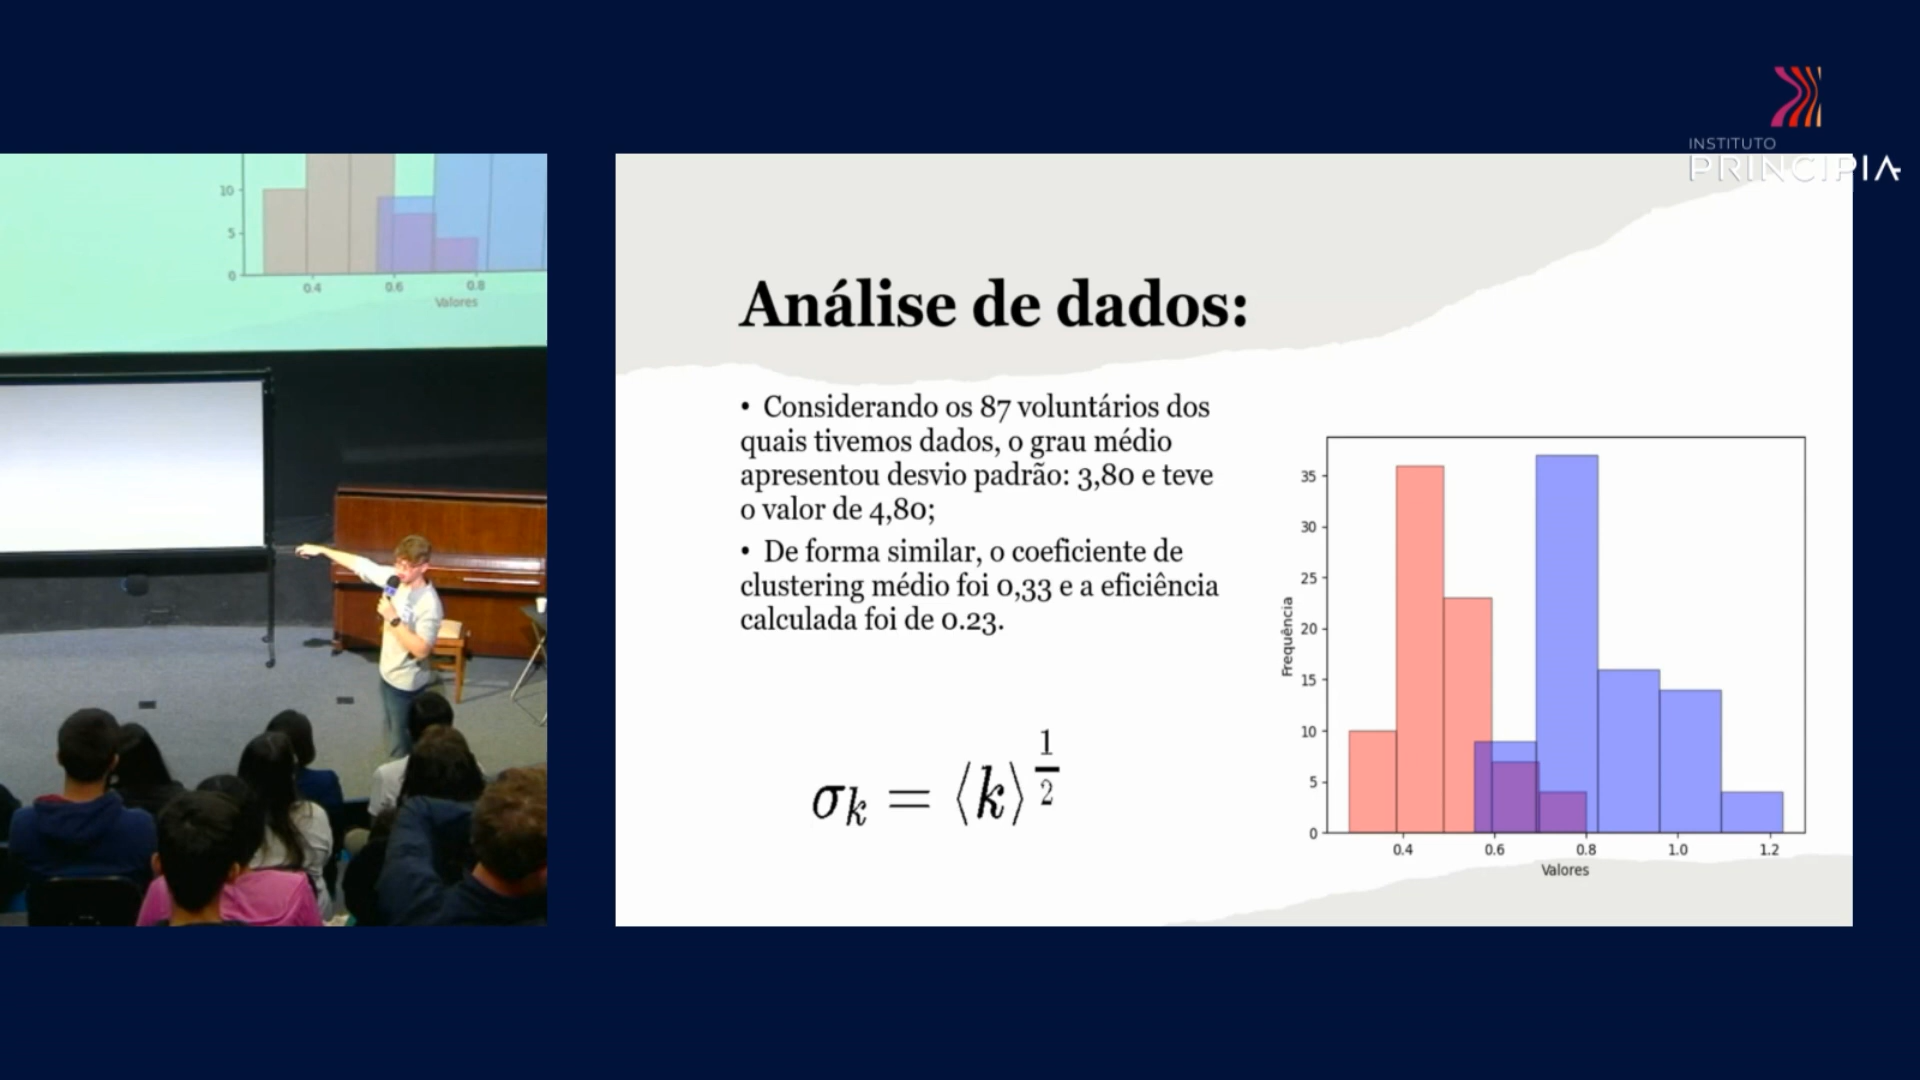 INSTITUTO
PRINCIPIA
10
5
0
0.4 0.6 0.8
Valores
Análise de dados:
• Considerando os 87 voluntários dos
quais tivemos dados, o grau médio
apresentou desvio padrão: 3,80 e teve
o valor de 4,80;
• De forma similar, o coeficiente de
clustering médio foi 0,33 e a eficiência
calculada foi de 0.23.
σk = ⟨k⟩^(1/2)
Frequência
35
30
25
20
15
10
5
0
0.4 0.6 0.8 1.0 1.2
Valores